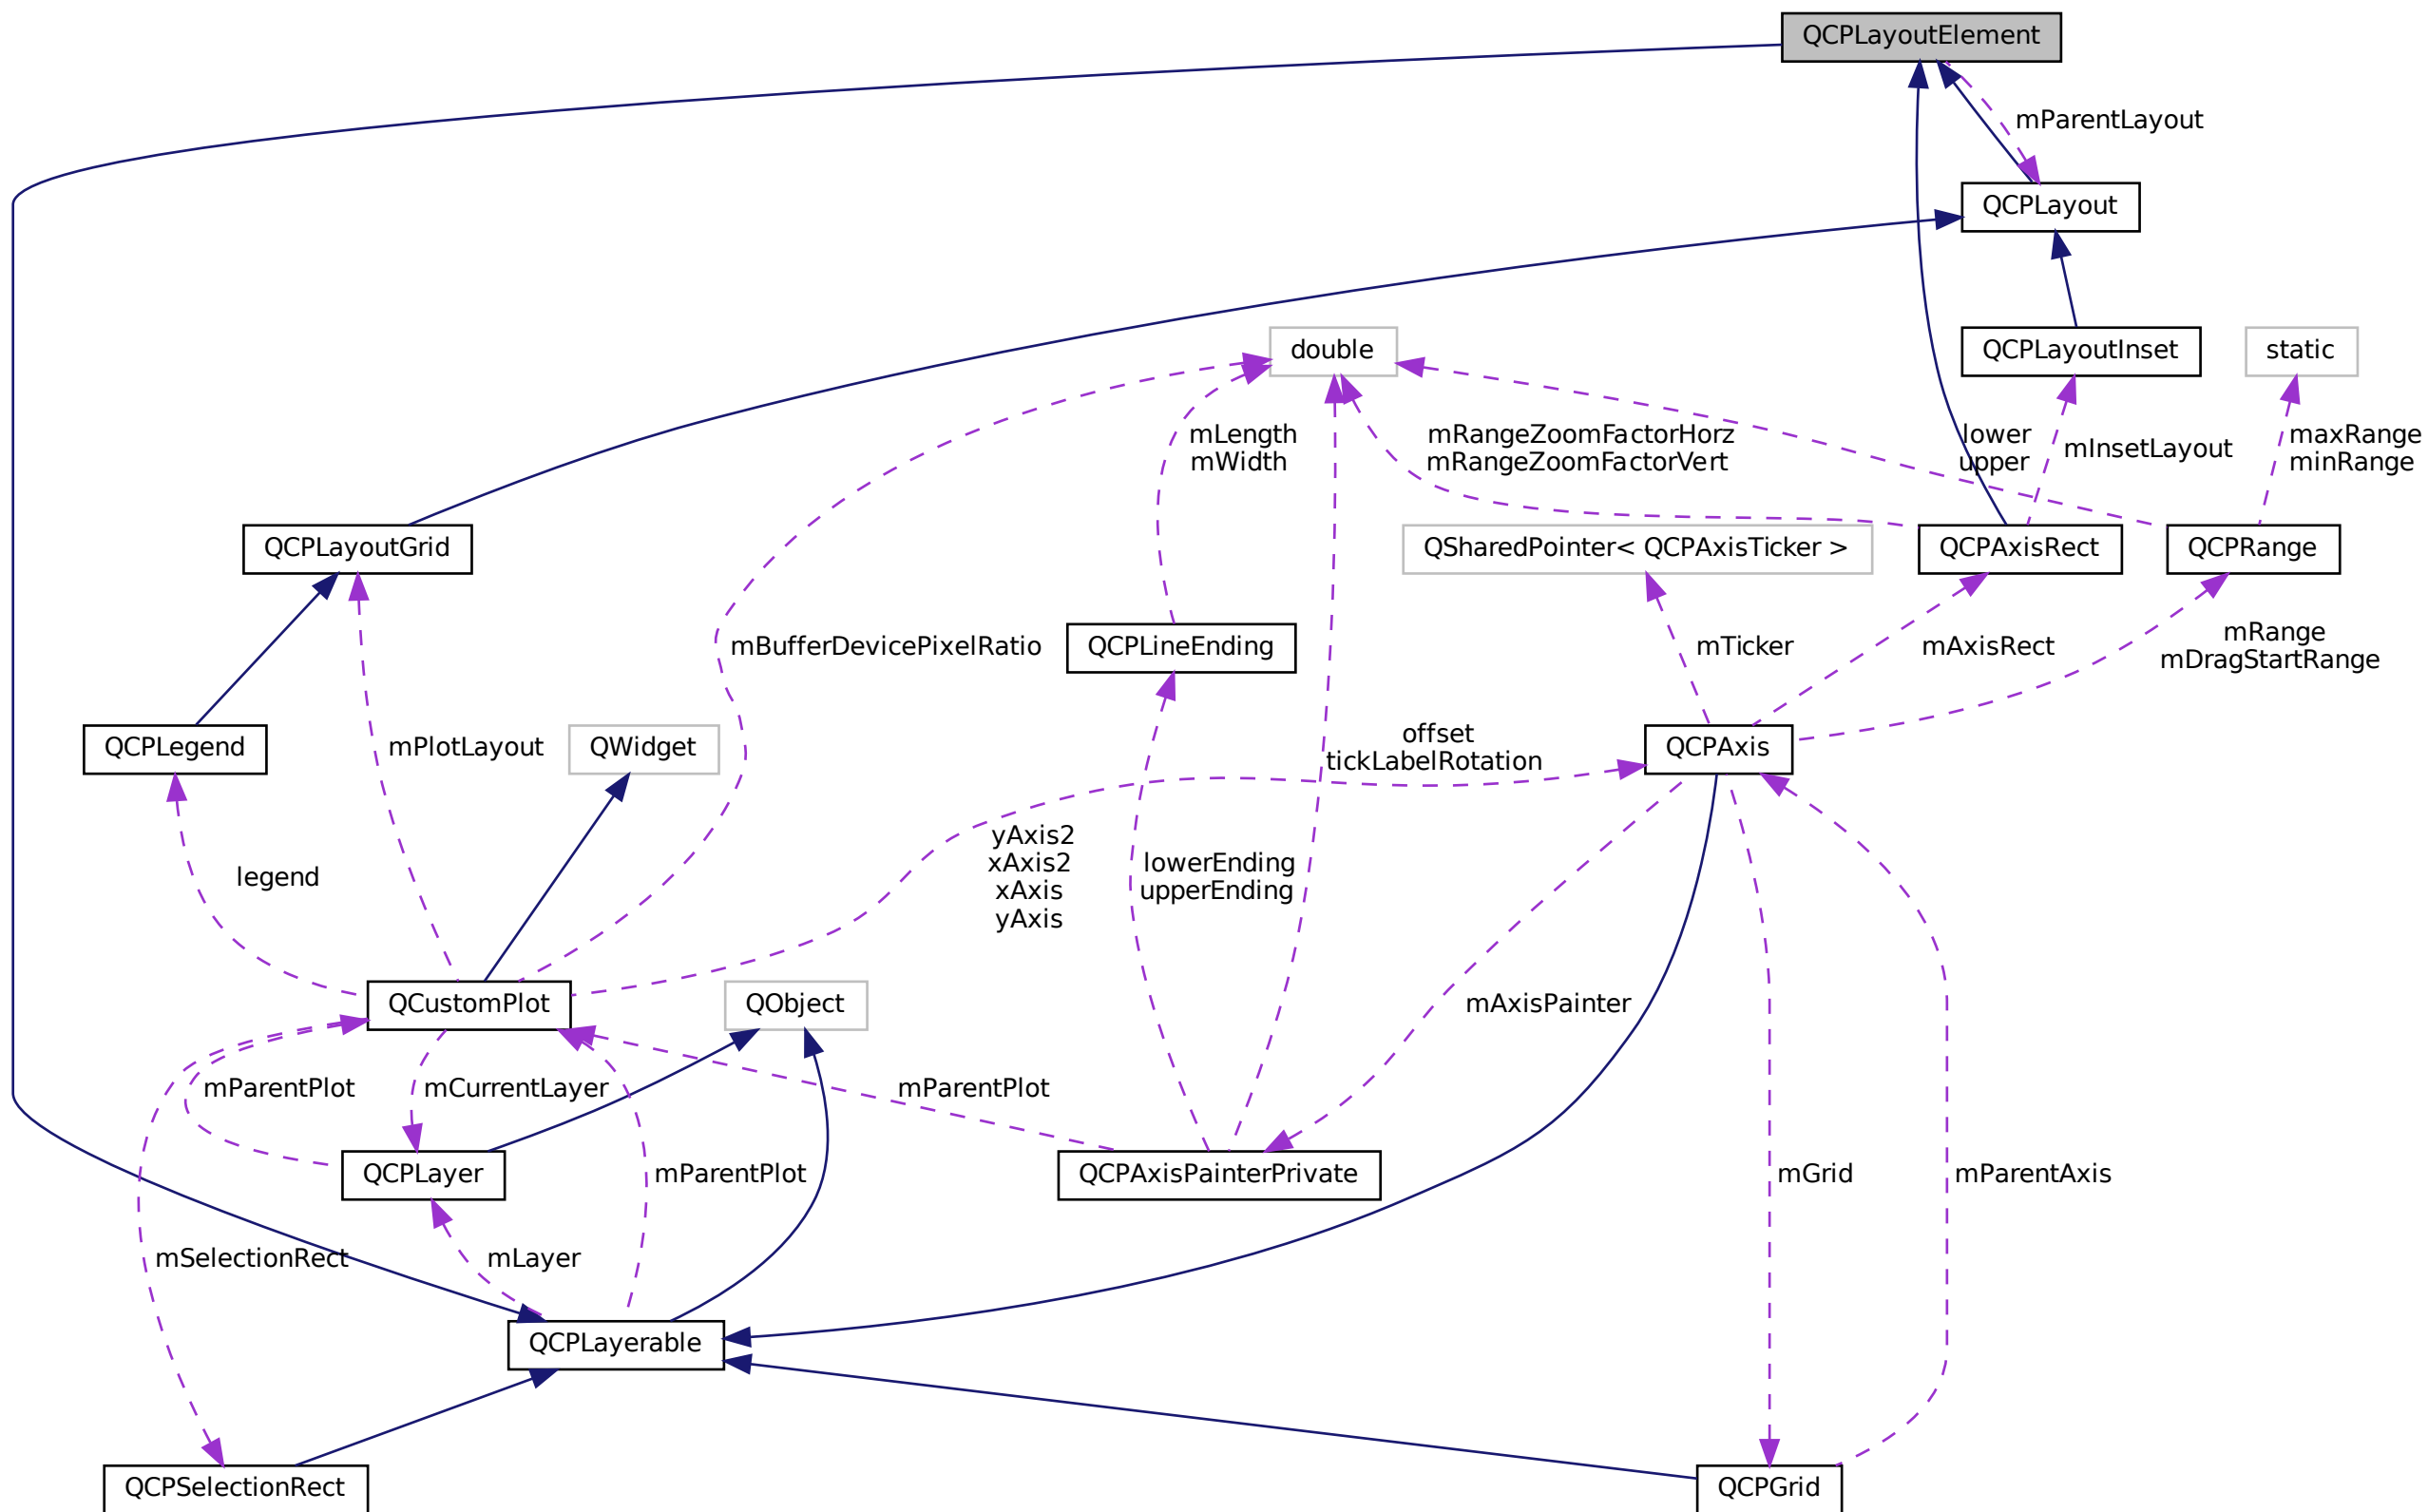 QCPLayoutElement
mParentLayout
QCPLayout
double
QCPLayoutInset
static
mLength
mWidth
mRangeZoomFactorHorz
mRangeZoomFactorVert
lower
upper
mInsetLayout
maxRange
minRange
QCPLayoutGrid
QSharedPointer< QCPAxisTicker >
QCPAxisRect
QCPRange
mBufferDevicePixelRatio
QCPLineEnding
mTicker
mAxisRect
mRange
mDragStartRange
QCPLegend
mPlotLayout
QWidget
offset
tickLabelRotation
QCPAxis
legend
yAxis2
xAxis2
xAxis
yAxis
lowerEnding
upperEnding
QCustomPlot
QObject
mAxisPainter
mParentPlot
mCurrentLayer
mParentPlot
QCPLayer
mParentPlot
QCPAxisPainterPrivate
mGrid
mParentAxis
mSelectionRect
mLayer
QCPLayerable
QCPSelectionRect
QCPGrid